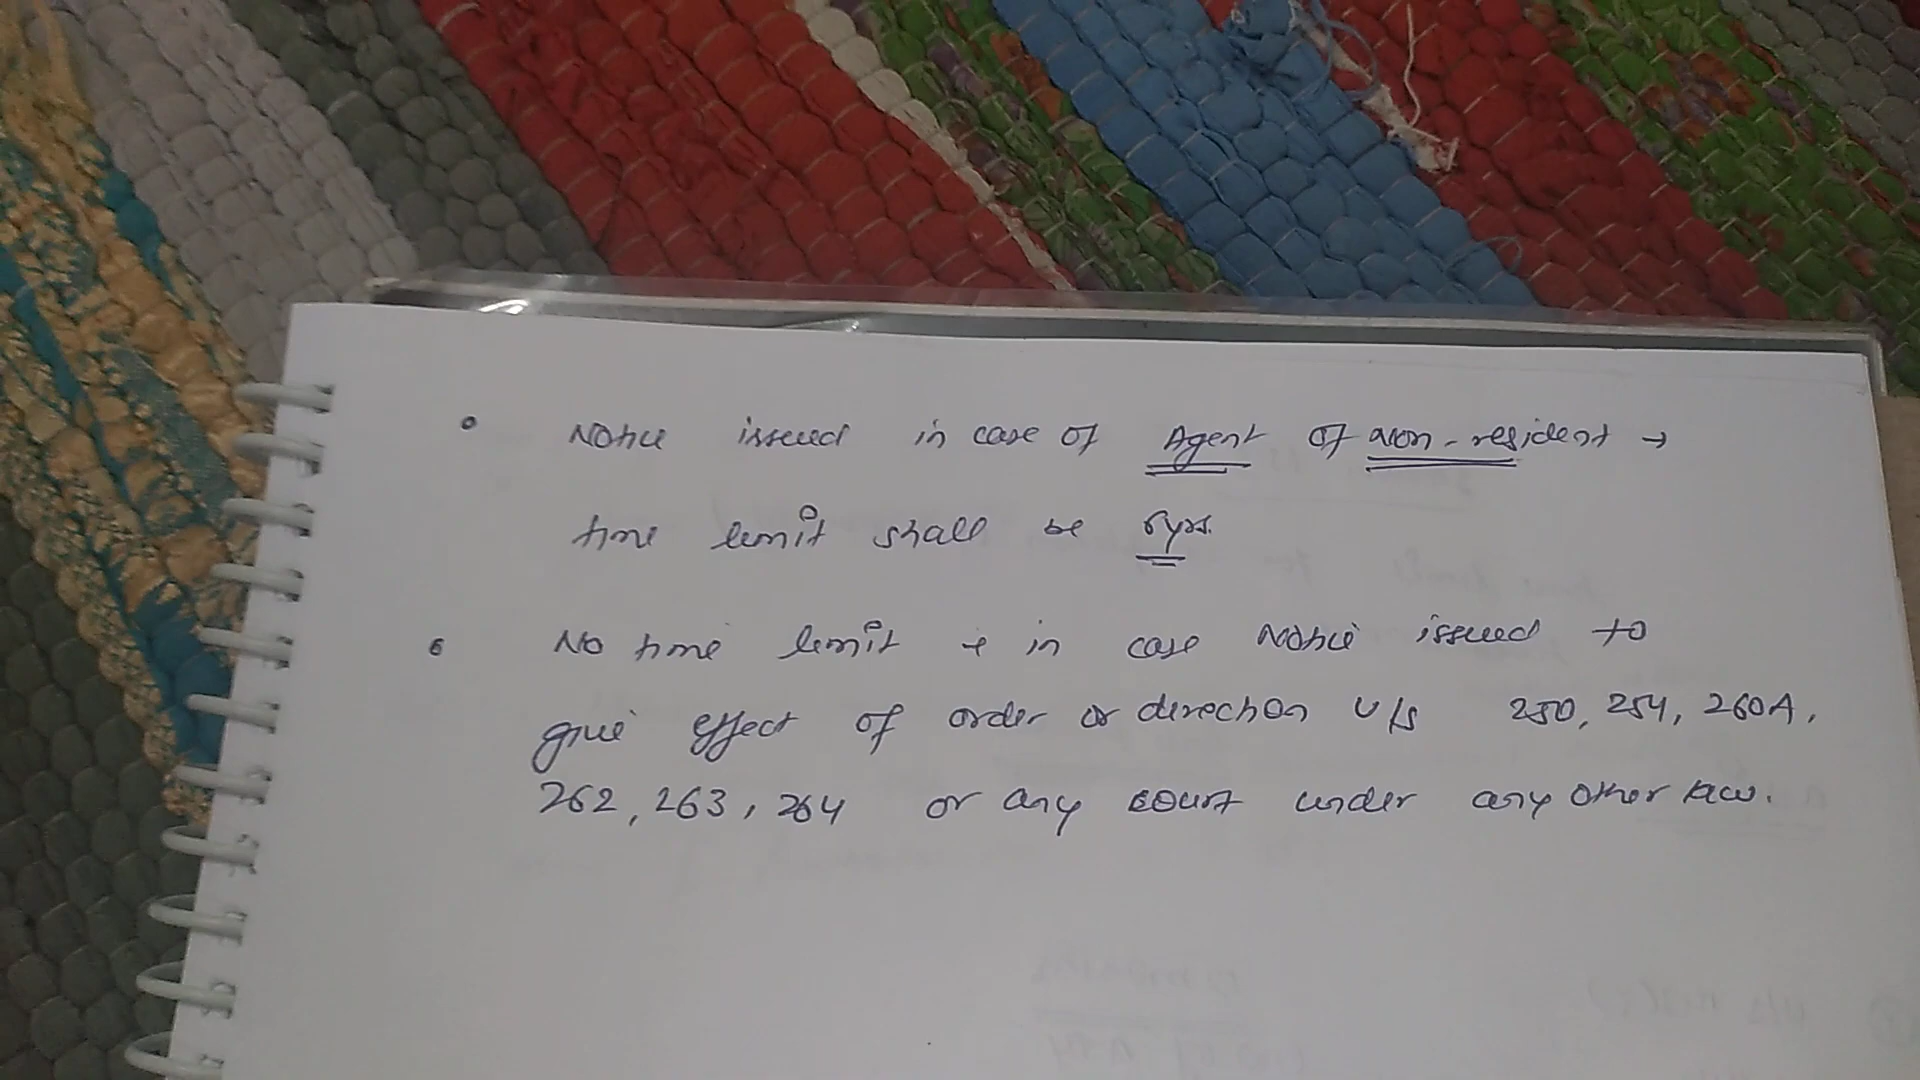 • Notice issued in case of Agent of non-resident →
time limit shall be 6yrs.
• No time limit → in case Notice issued to
give effect of order or direction u/s 250, 254, 260A,
262, 263, 264 or any court under any other law.